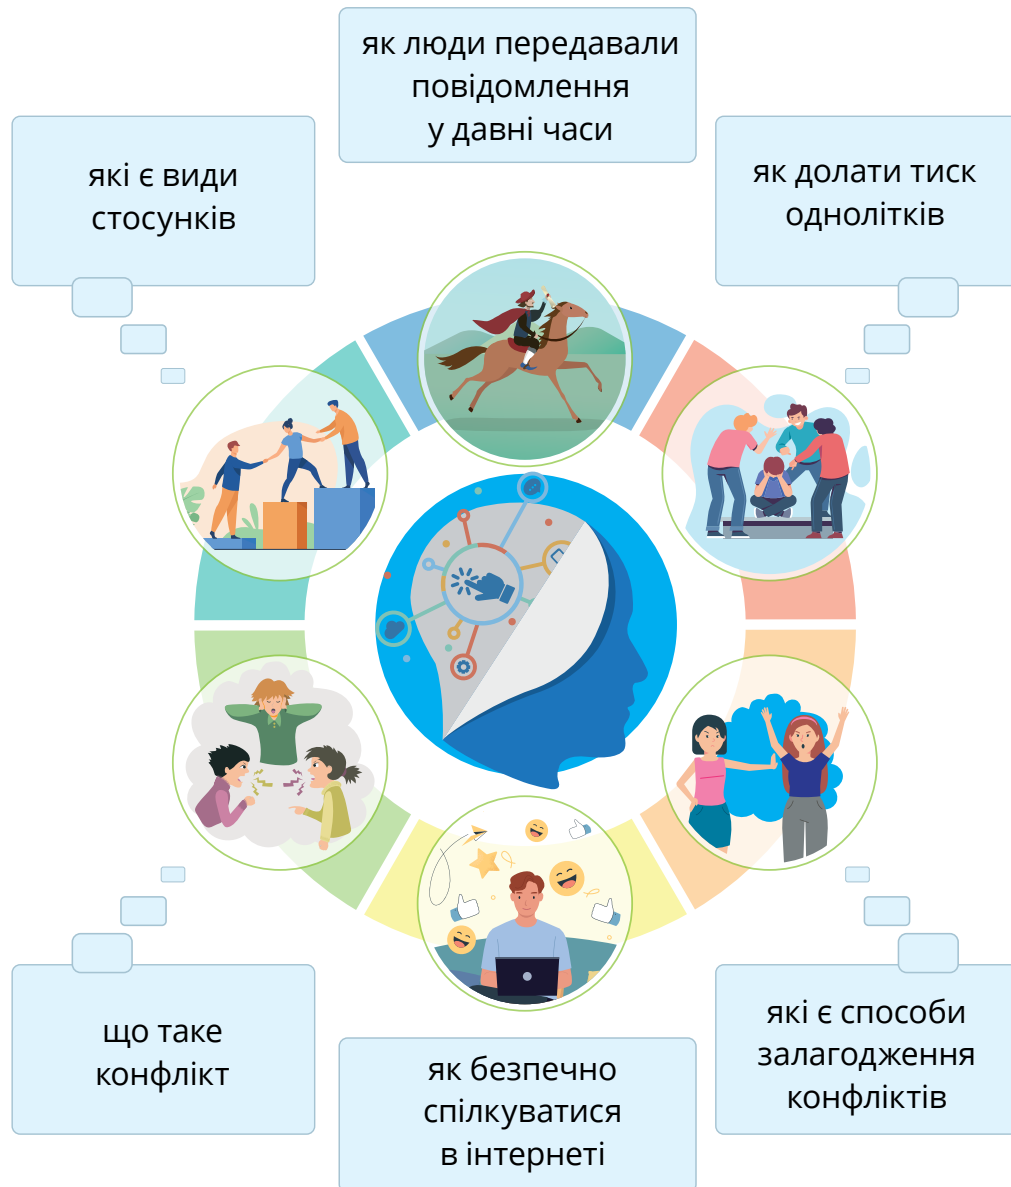 як люди передавали
повідомлення
у давні часи
які є види
стосунків
як долати тиск
однолітків
що таке
конфлікт
як безпечно
спілкуватися
в інтернеті
які є способи
залагодження
конфліктів